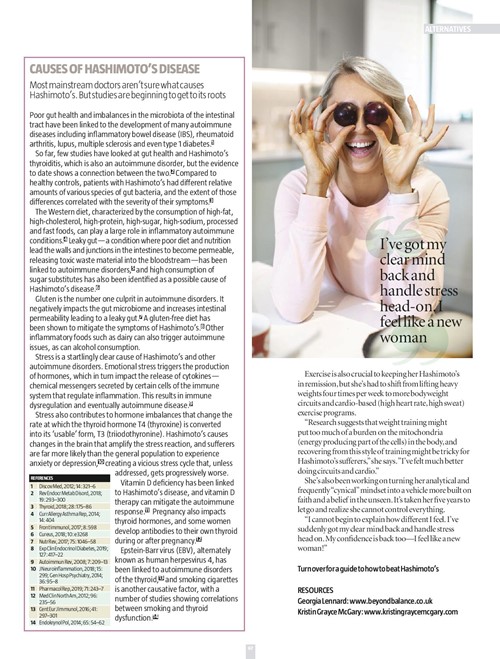 ALTERNATIVES
CAUSES OF HASHIMOTO'S DISEASE
Most mainstream doctors aren't sure what causes
Hashimoto's. But studies are beginning to get to its roots
Poor gut health and imbalances in the microbiota of the intestinal
tract have been linked to the development of many autoimmune
diseases including inflammatory bowel disease (IBS), rheumatoid
arthritis, lupus, multiple sclerosis and even type 1 diabetes.
So far, few studies have looked at gut health and Hashimoto's
thyroiditis, which is also an autoimmune disorder, but the evidence
to date shows a connection between the two. Compared to
healthy controls, patients with Hashimoto's had different relative
amounts of various species of gut bacteria, and the extent of those
differences correlated with the severity of their symptoms.
The Western diet, characterized by the consumption of high-fat,
high-cholesterol, high-protein, high-sugar, high-sodium, processed
and fast foods, can play a large role in inflammatory autoimmune
conditions. Leaky gut—a condition where poor diet and nutrition
lead the walls and junctions in the intestines to become permeable,
releasing toxic waste material into the bloodstream—has been
linked to autoimmune disorders, and high consumption of
sugar substitutes has also been identified as a possible cause of
Hashimoto's disease.
Gluten is the number one culprit in autoimmune disorders. It
negatively impacts the gut microbiome and increases intestinal
permeability leading to a leaky gut. A gluten-free diet has
been shown to mitigate the symptoms of Hashimoto's. Other
inflammatory foods such as dairy can also trigger autoimmune
issues, as can alcohol consumption.
Stress is a startlingly clear cause of Hashimoto's and other
autoimmune disorders. Emotional stress triggers the production
of hormones, which in turn impact the release of cytokines—
chemical messengers secreted by certain cells of the immune
system that regulate inflammation. This results in immune
dysregulation and eventually autoimmune disease.
Stress also contributes to hormone imbalances that change the
rate at which the thyroid hormone T4 (thyroxine) is converted
into its 'usable' form, T3 (triiodothyronine). Hashimoto's causes
changes in the brain that amplify the stress reaction, and sufferers
are far more likely than the general population to experience
anxiety or depression, creating a vicious stress cycle that, unless
addressed, gets progressively worse.
Vitamin D deficiency has been linked
to Hashimoto's disease, and vitamin D
therapy can mitigate the autoimmune
response. Pregnancy also impacts
thyroid hormones, and some women
develop antibodies to their own thyroid
during or after pregnancy.
Epstein-Barr virus (EBV), alternately
known as human herpesvirus 4, has
been linked to autoimmune disorders
of the thyroid, and smoking cigarettes
is another causative factor, with a
number of studies showing correlations
between smoking and thyroid
dysfunction.
REFERENCES
1 Discov Med, 2012; 14: 321–6
2 Rev Endocr Metab Disord, 2018;
19: 293–300
3 Thyroid, 2018; 28: 175–86
4 Curr Allergy Asthma Rep, 2014;
14: 404
5 Front Immunol, 2017; 8: 598
6 Cureus, 2018; 10: e3268
7 Nutr Rev, 2017; 75: 1046–58
8 Exp Clin Endocrinol Diabetes, 2019;
127: 417–22
9 Autoimmun Rev, 2008; 7: 209–13
10 J Neuroinflammation, 2018; 15:
299; Gen Hosp Psychiatry, 2014;
36: 95–8
11 Pharmacol Rep, 2019; 71: 243–7
12 Med Clin North Am, 2012; 96:
235–56
13 Cent Eur J Immunol, 2016; 41:
297–301
14 Endokrynol Pol, 2014; 65: 54–62
I've got my
clear mind
back and
handle stress
head-on. I
feel like a new
woman
Exercise is also crucial to keeping her Hashimoto's
in remission, but she's had to shift from lifting heavy
weights four times per week to more bodyweight
circuits and cardio-based (high heart rate, high sweat)
exercise programs.
"Research suggests that weight training might
put too much of a burden on the mitochondria
(energy producing part of the cells) in the body, and
recovering from this style of training might be tricky for
Hashimoto's sufferers," she says. "I've felt much better
doing circuits and cardio."
She's also been working on turning her analytical and
frequently "cynical" mindset into a vehicle more built on
faith and a belief in the unseen. It's taken her five years to
let go and realize she cannot control everything.
"I cannot begin to explain how different I feel. I've
suddenly got my clear mind back and handle stress
head on. My confidence is back too—I feel like a new
woman!"
Turn over for a guide to how to beat Hashimoto's
RESOURCES
Georgia Lennard: www.beyondbalance.co.uk
Kristin Grayce McGary: www.kristingraycemcgary.com